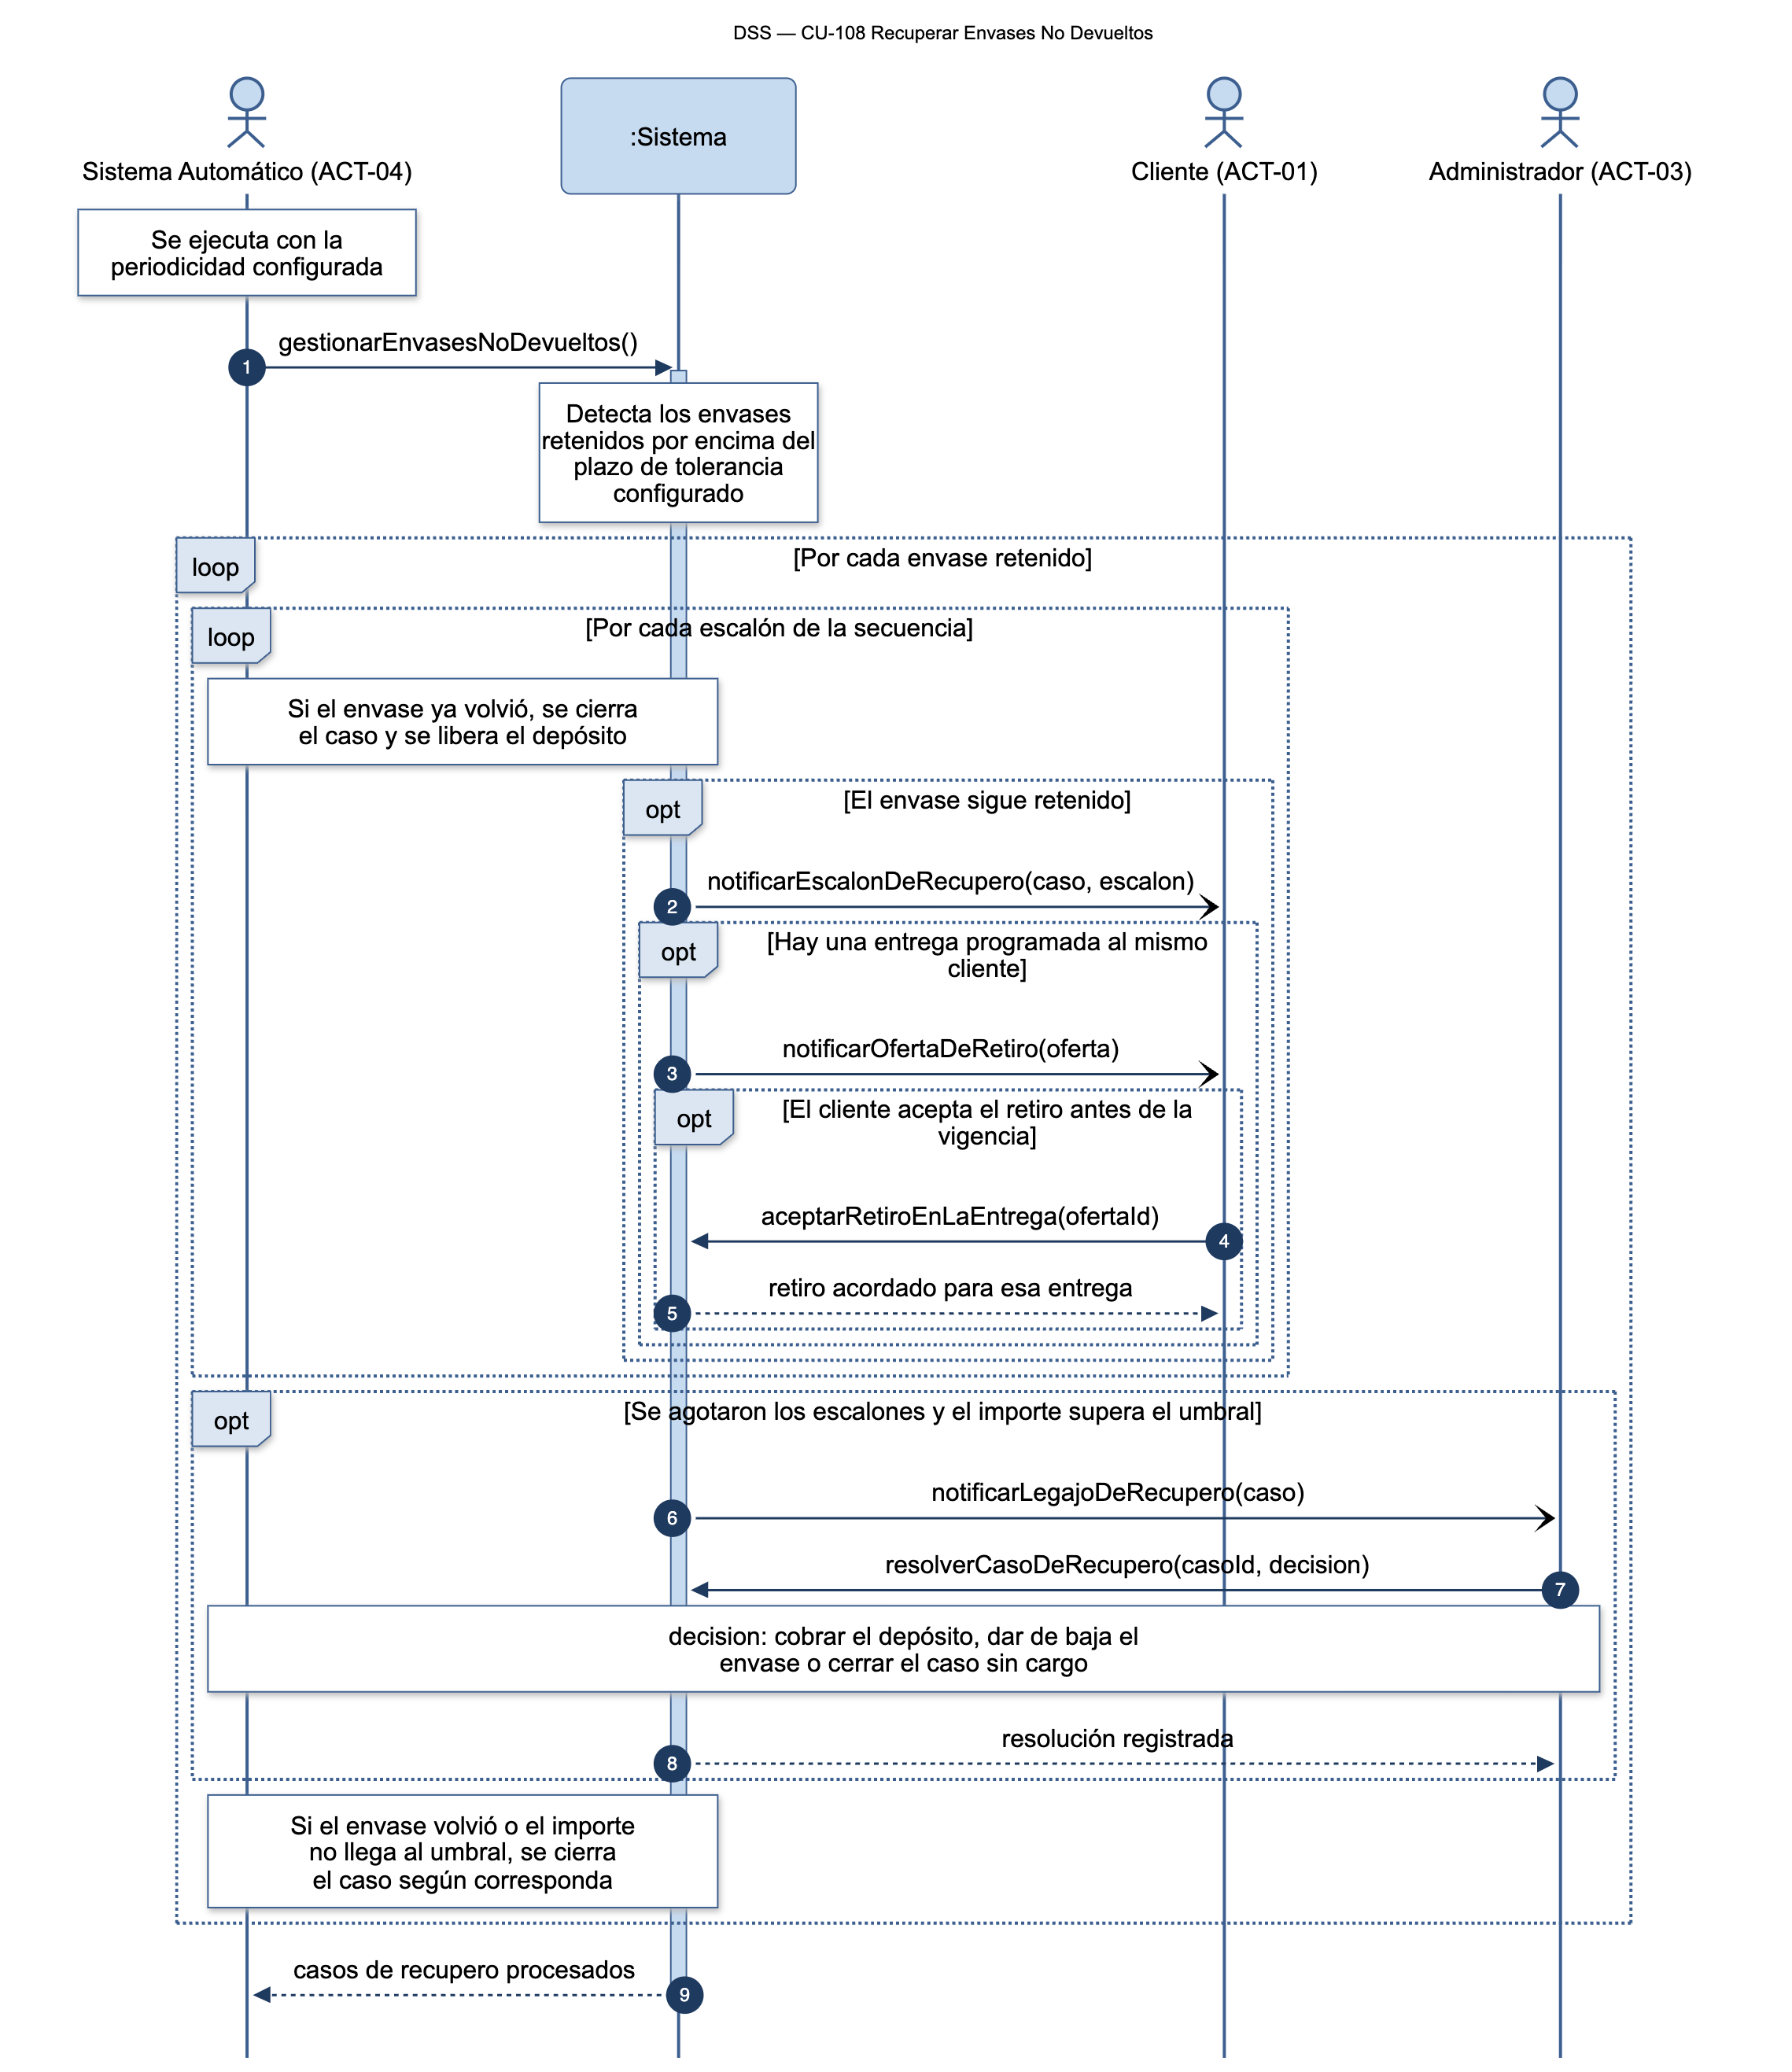 DSS — CU-108 Recuperar Envases No Devueltos
Sistema Automático (ACT-04)
:Sistema
Cliente (ACT-01)
Administrador (ACT-03)
Se ejecuta con la
periodicidad configurada
gestionarEnvasesNoDevueltos()
1
Detecta los envases
retenidos por encima del
plazo de tolerancia
configurado
loop
[Por cada envase retenido]
loop
[Por cada escalón de la secuencia]
Si el envase ya volvió, se cierra
el caso y se libera el depósito
opt
[El envase sigue retenido]
notificarEscalonDeRecupero(caso, escalon)
2
opt
[Hay una entrega programada al mismo
cliente]
notificarOfertaDeRetiro(oferta)
3
opt
[El cliente acepta el retiro antes de la
vigencia]
aceptarRetiroEnLaEntrega(ofertaId)
4
retiro acordado para esa entrega
5
opt
[Se agotaron los escalones y el importe supera el umbral]
notificarLegajoDeRecupero(caso)
6
resolverCasoDeRecupero(casoId, decision)
7
decision: cobrar el depósito, dar de baja el
envase o cerrar el caso sin cargo
resolución registrada
8
Si el envase volvió o el importe
no llega al umbral, se cierra
el caso según corresponda
casos de recupero procesados
9